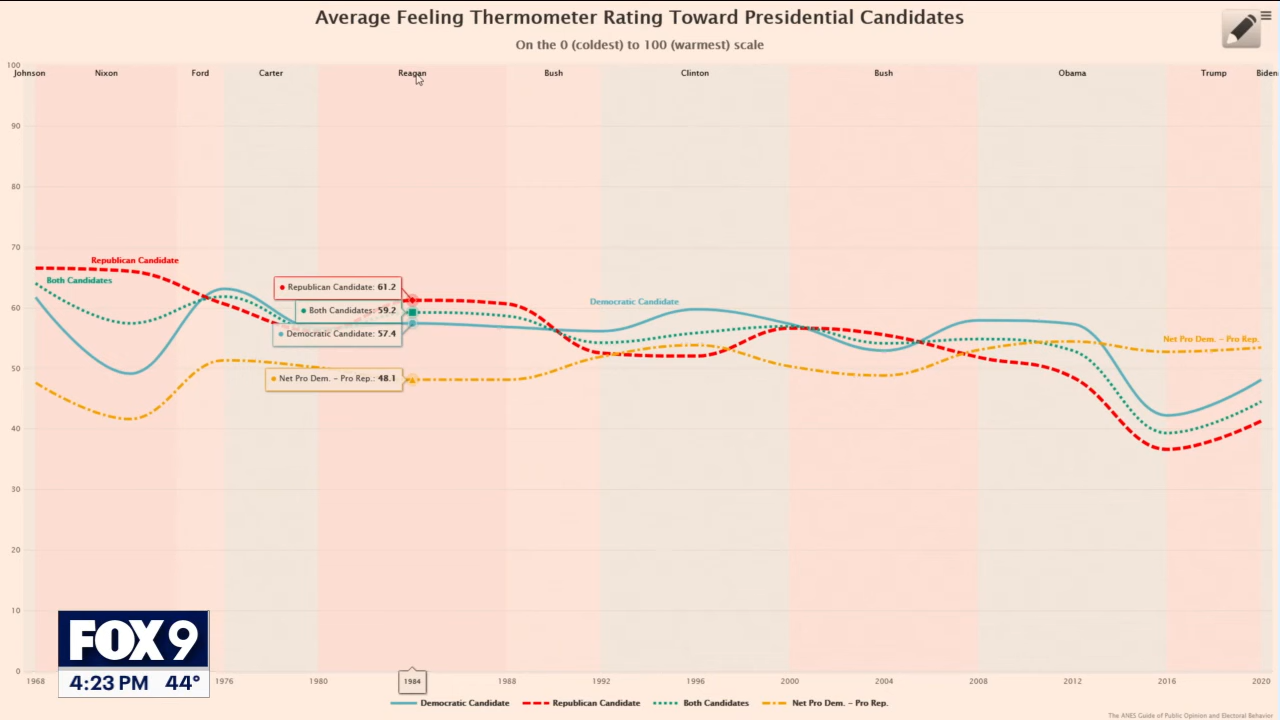 Average Feeling Thermometer Rating Toward Presidential Candidates
On the 0 (coldest) to 100 (warmest) scale
100
Johnson Nixon Ford Carter Reagan Bush Clinton Bush Obama Trump Biden
90
80
70
Republican Candidate
Both Candidates
Republican Candidate: 61.2
Democratic Candidate
60
Both Candidates: 59.2
Democratic Candidate: 57.4
Net Pro Dem. - Pro Rep.
50
Net Pro Dem. - Pro Rep.: 48.1
40
30
20
10
FOX 9
4:23 PM 44°
0
1968 1976 1980 1984 1988 1992 1996 2000 2004 2008 2012 2016 2020
Democratic Candidate Republican Candidate Both Candidates Net Pro Dem. - Pro Rep.
The ANES Guide of Public Opinion and Electoral Behavior